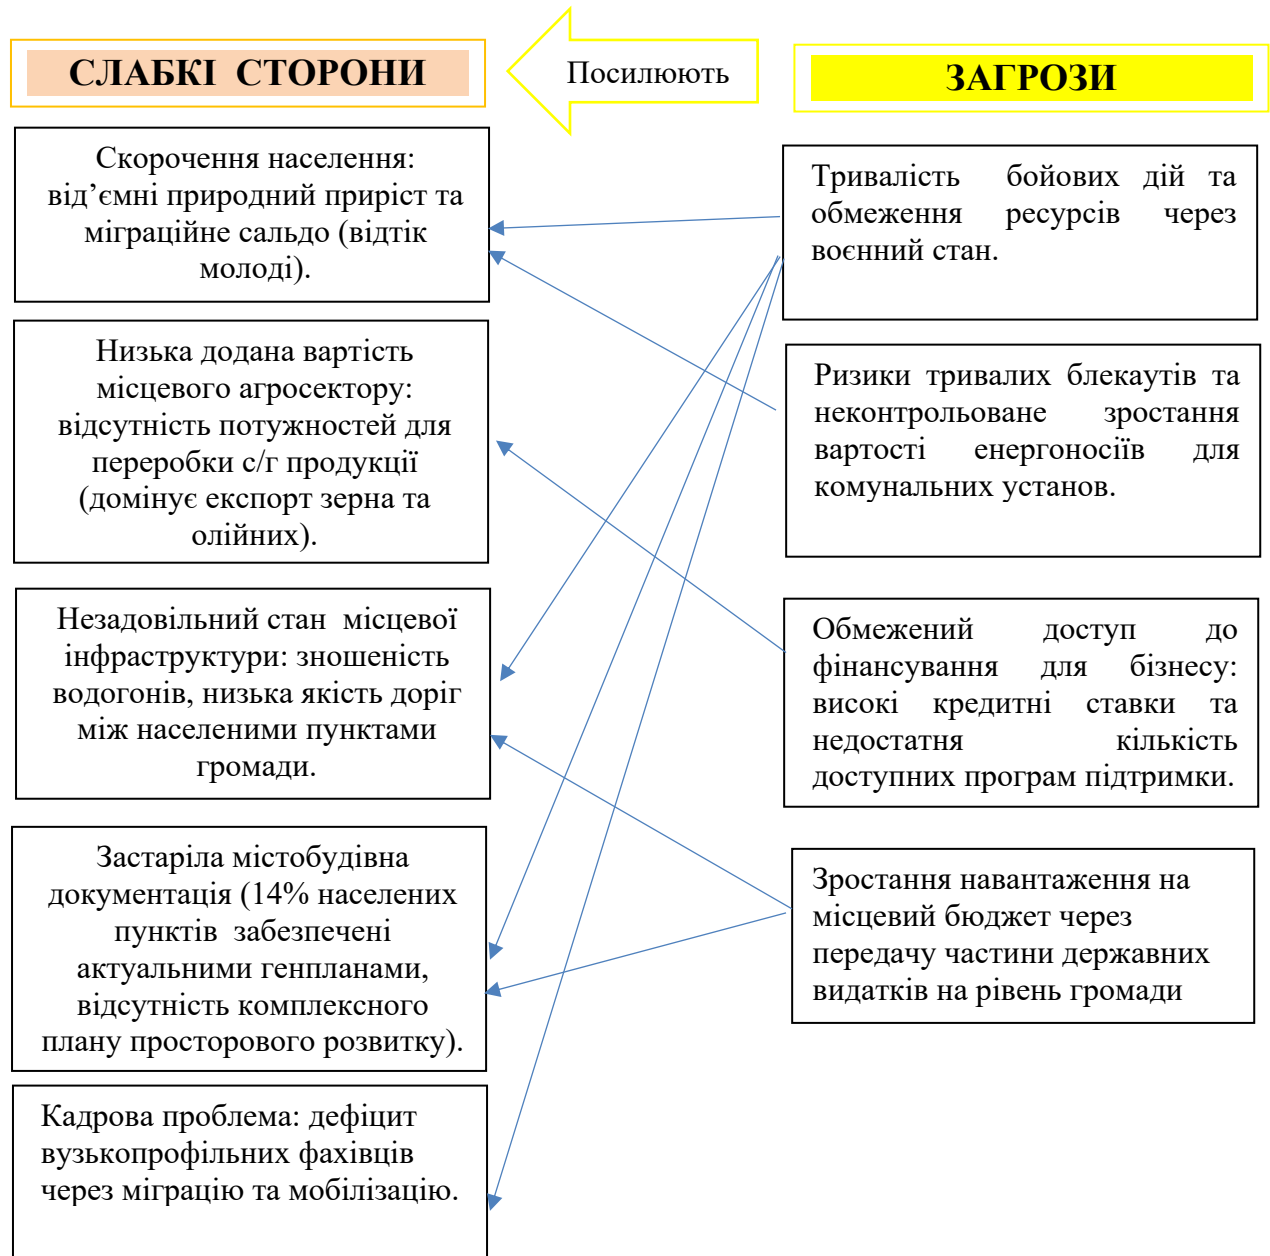 СЛАБКІ СТОРОНИ
Посилюють
ЗАГРОЗИ
Скорочення населення:
від’ємні природний приріст та
міграційне сальдо (відтік
молоді).
Низька додана вартість
місцевого агросектору:
відсутність потужностей для
переробки с/г продукції
(домінує експорт зерна та
олійних).
Незадовільний стан місцевої
інфраструктури: зношеність
водогонів, низька якість доріг
між населеними пунктами
громади.
Застаріла містобудівна
документація (14% населених
пунктів забезпечені
актуальними генпланами,
відсутність комплексного
плану просторового розвитку).
Кадрова проблема: дефіцит
вузькопрофільних фахівців
через міграцію та мобілізацію.
Тривалість бойових дій та
обмеження ресурсів через
воєнний стан.
Ризики тривалих блекаутів та
неконтрольоване зростання
вартості енергоносіїв для
комунальних установ.
Обмежений доступ до
фінансування для бізнесу:
високі кредитні ставки та
недостатня кількість
доступних програм підтримки.
Зростання навантаження на
місцевий бюджет через
передачу частини державних
видатків на рівень громади